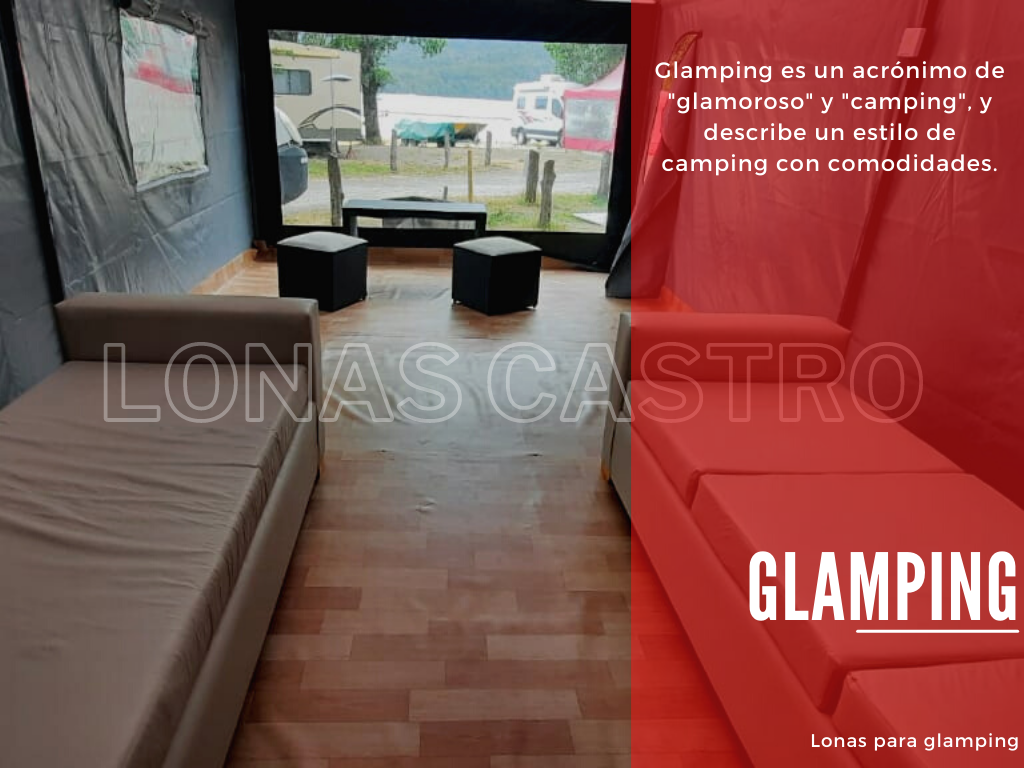 Glamping es un acrónimo de
"glamoroso" y "camping", y
describe un estilo de
camping con comodidades.
LONAS CASTRO
GLAMPING
Lonas para glamping